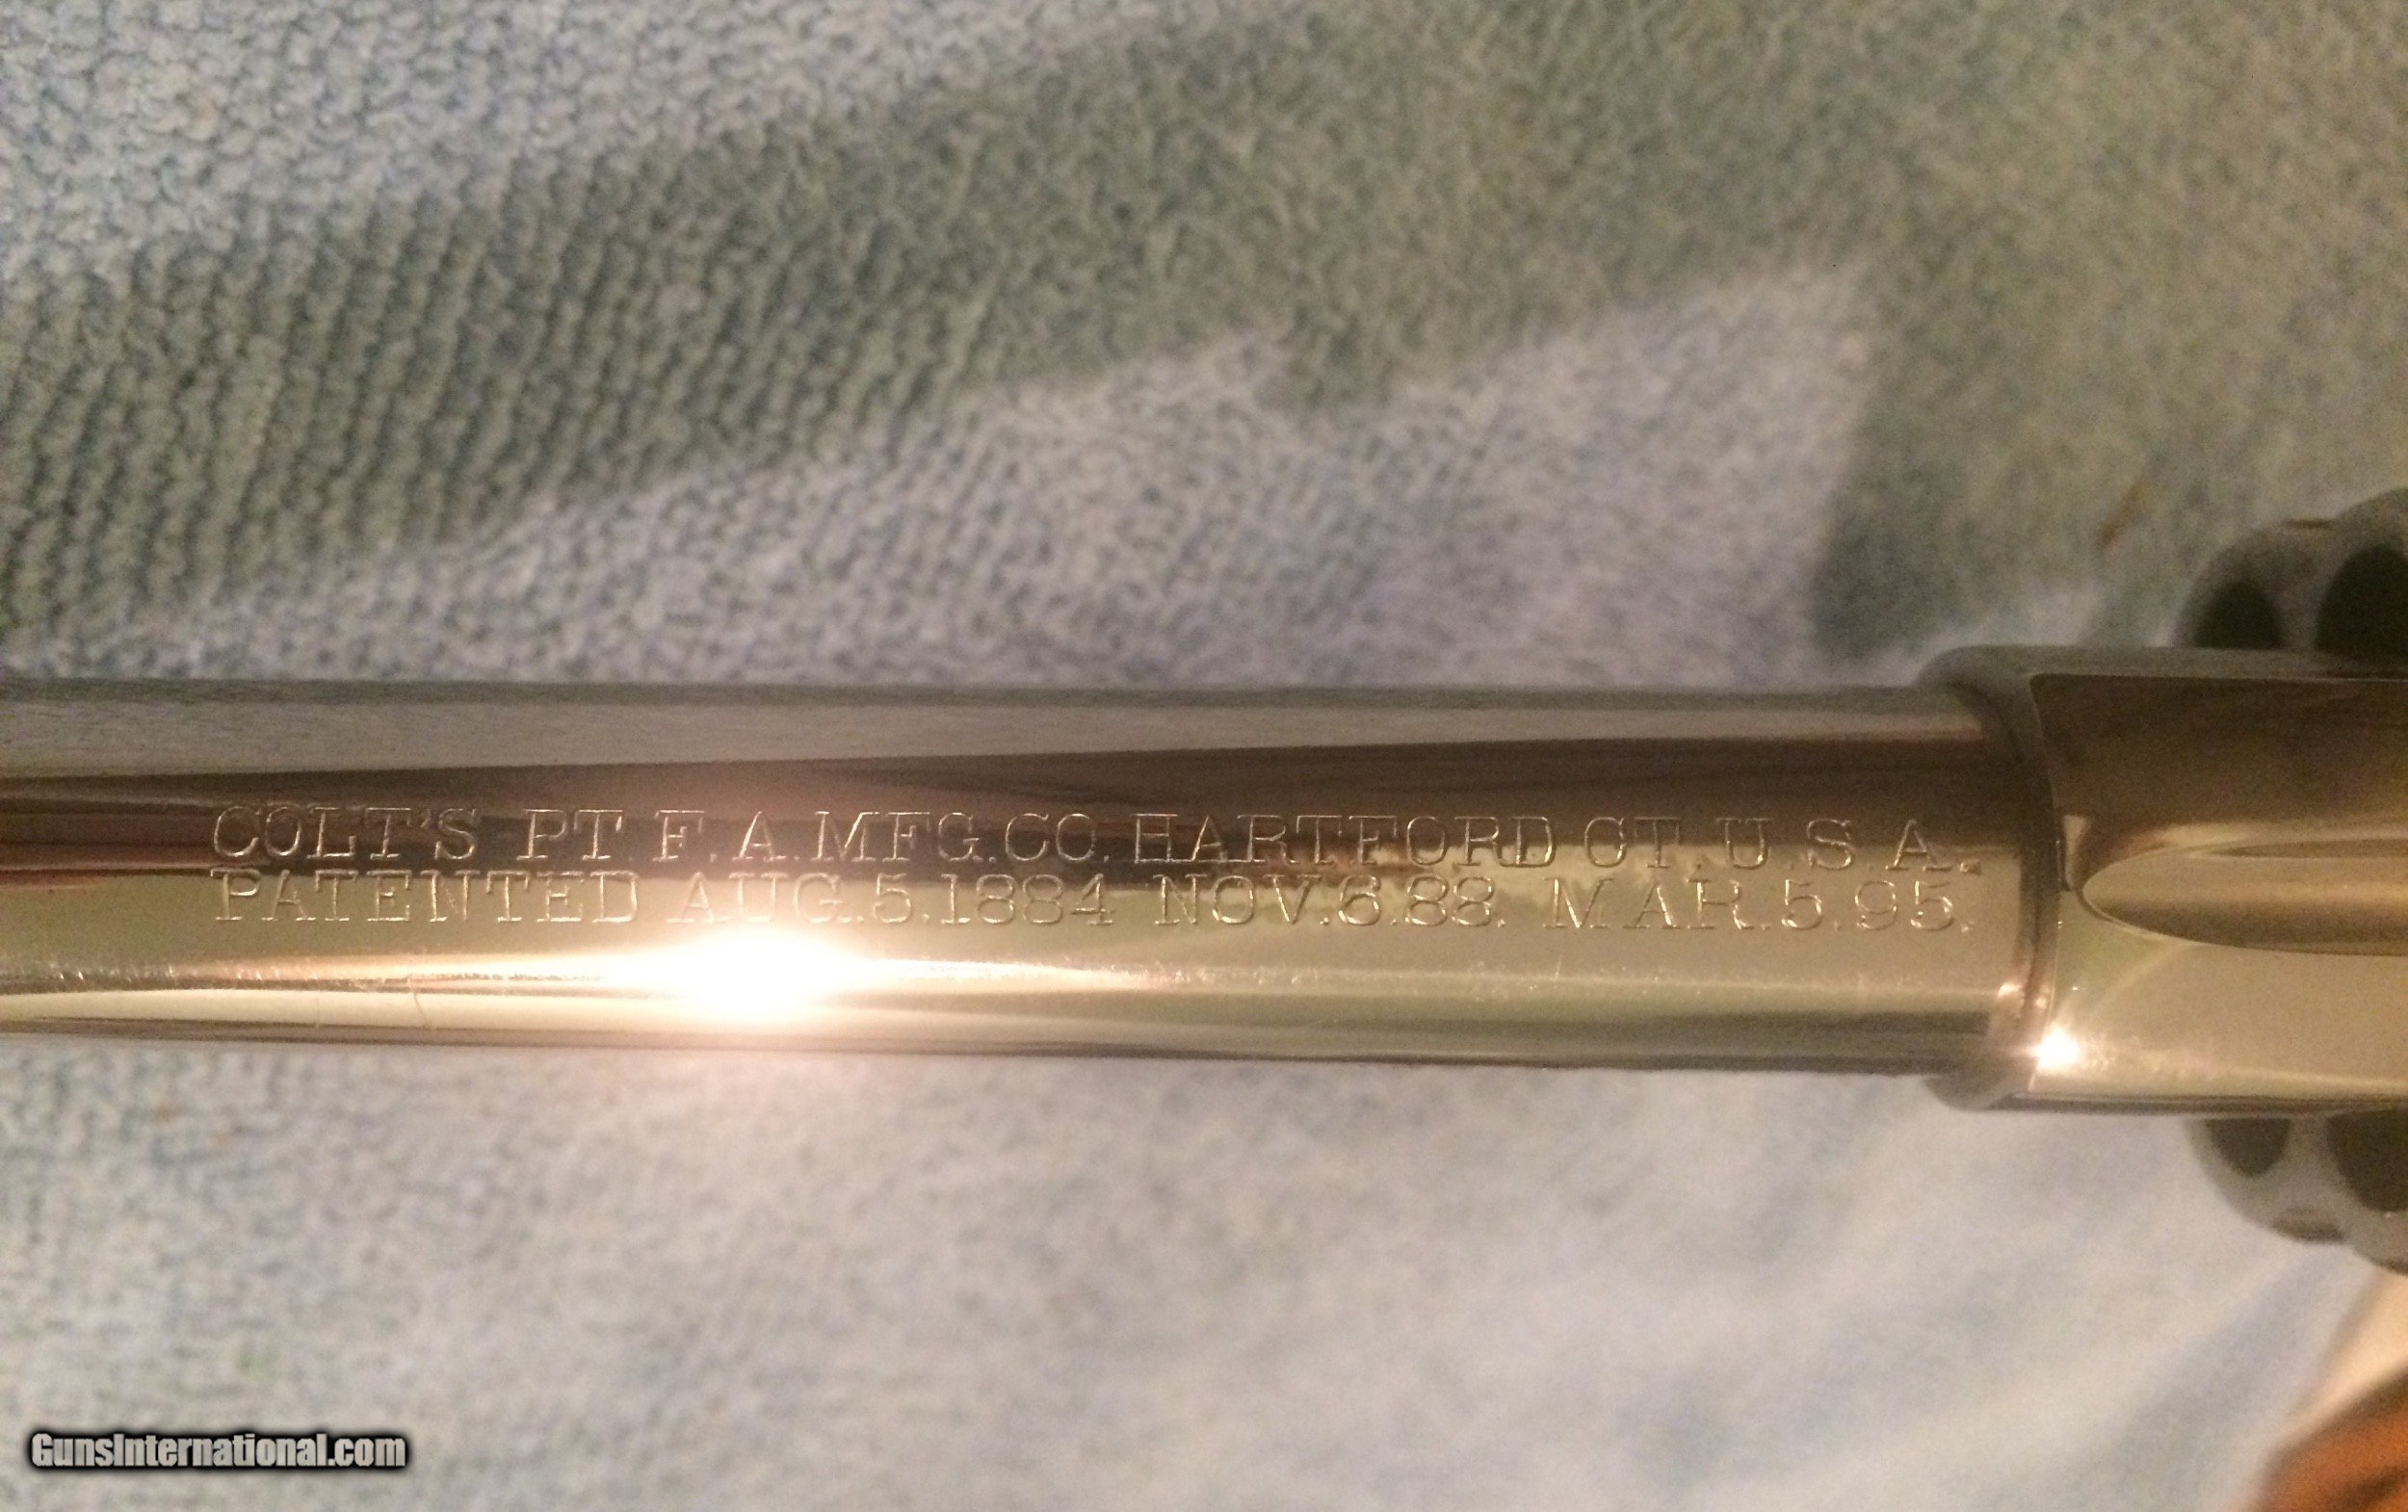 COLT'S PT. F. A. MFG. CO. HARTFORD CT. U. S. A.
PATENTED AUG. 5. 1884 NOV. 6. 88. MAR. 5. 95.
GunsInternational.com